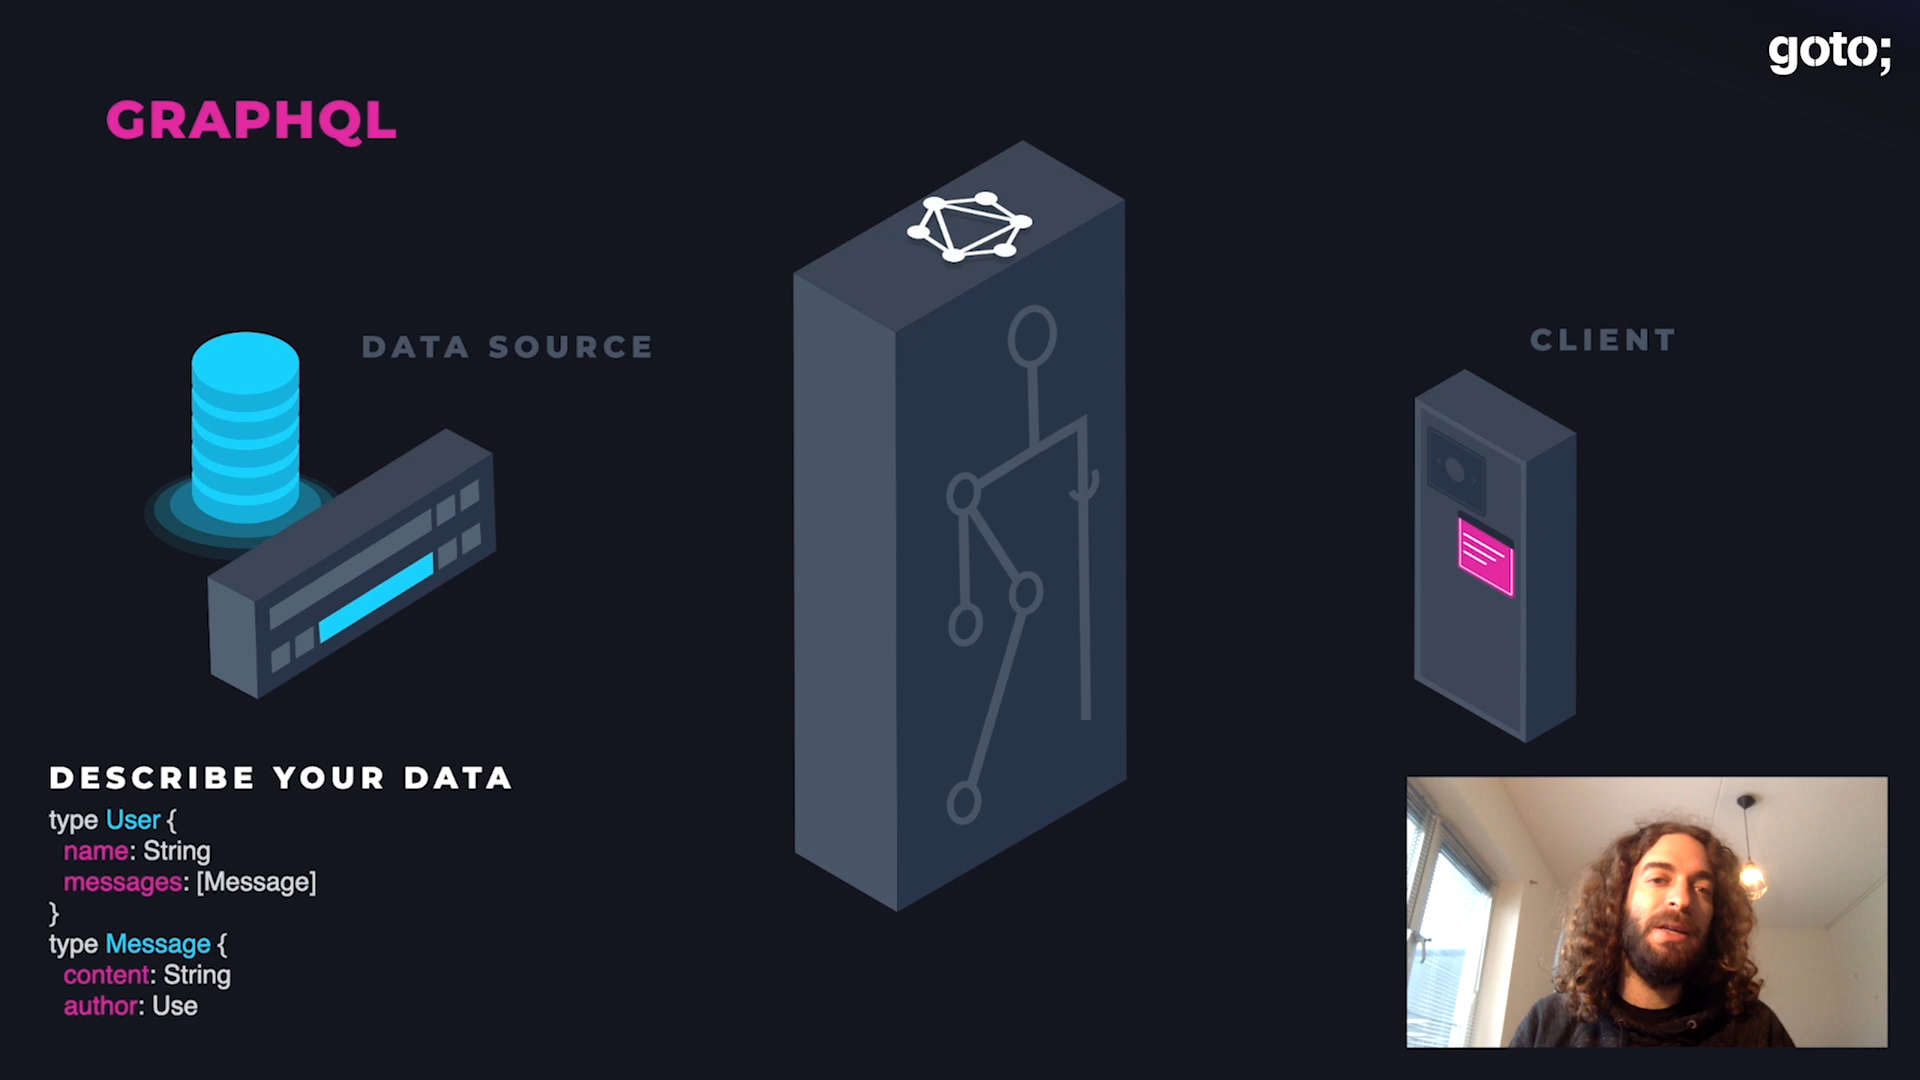 goto;
GRAPHQL
DATA SOURCE
CLIENT
DESCRIBE YOUR DATA
type User {
name: String
messages: [Message]
}
type Message {
content: String
author: Use